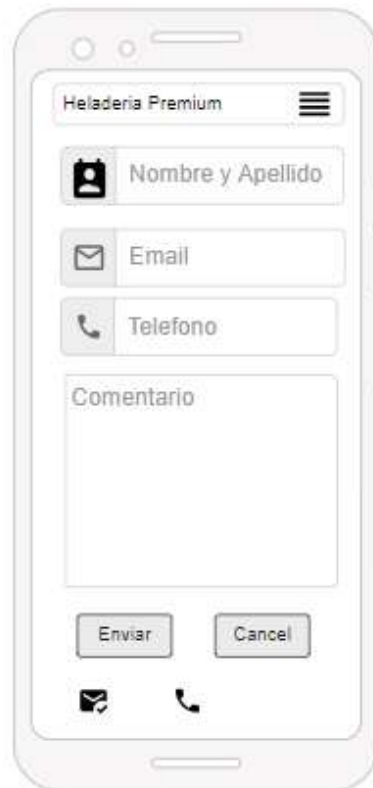 Heladeria Premium
Nombre y Apellido
Email
Telefono
Comentario
Enviar
Cancel